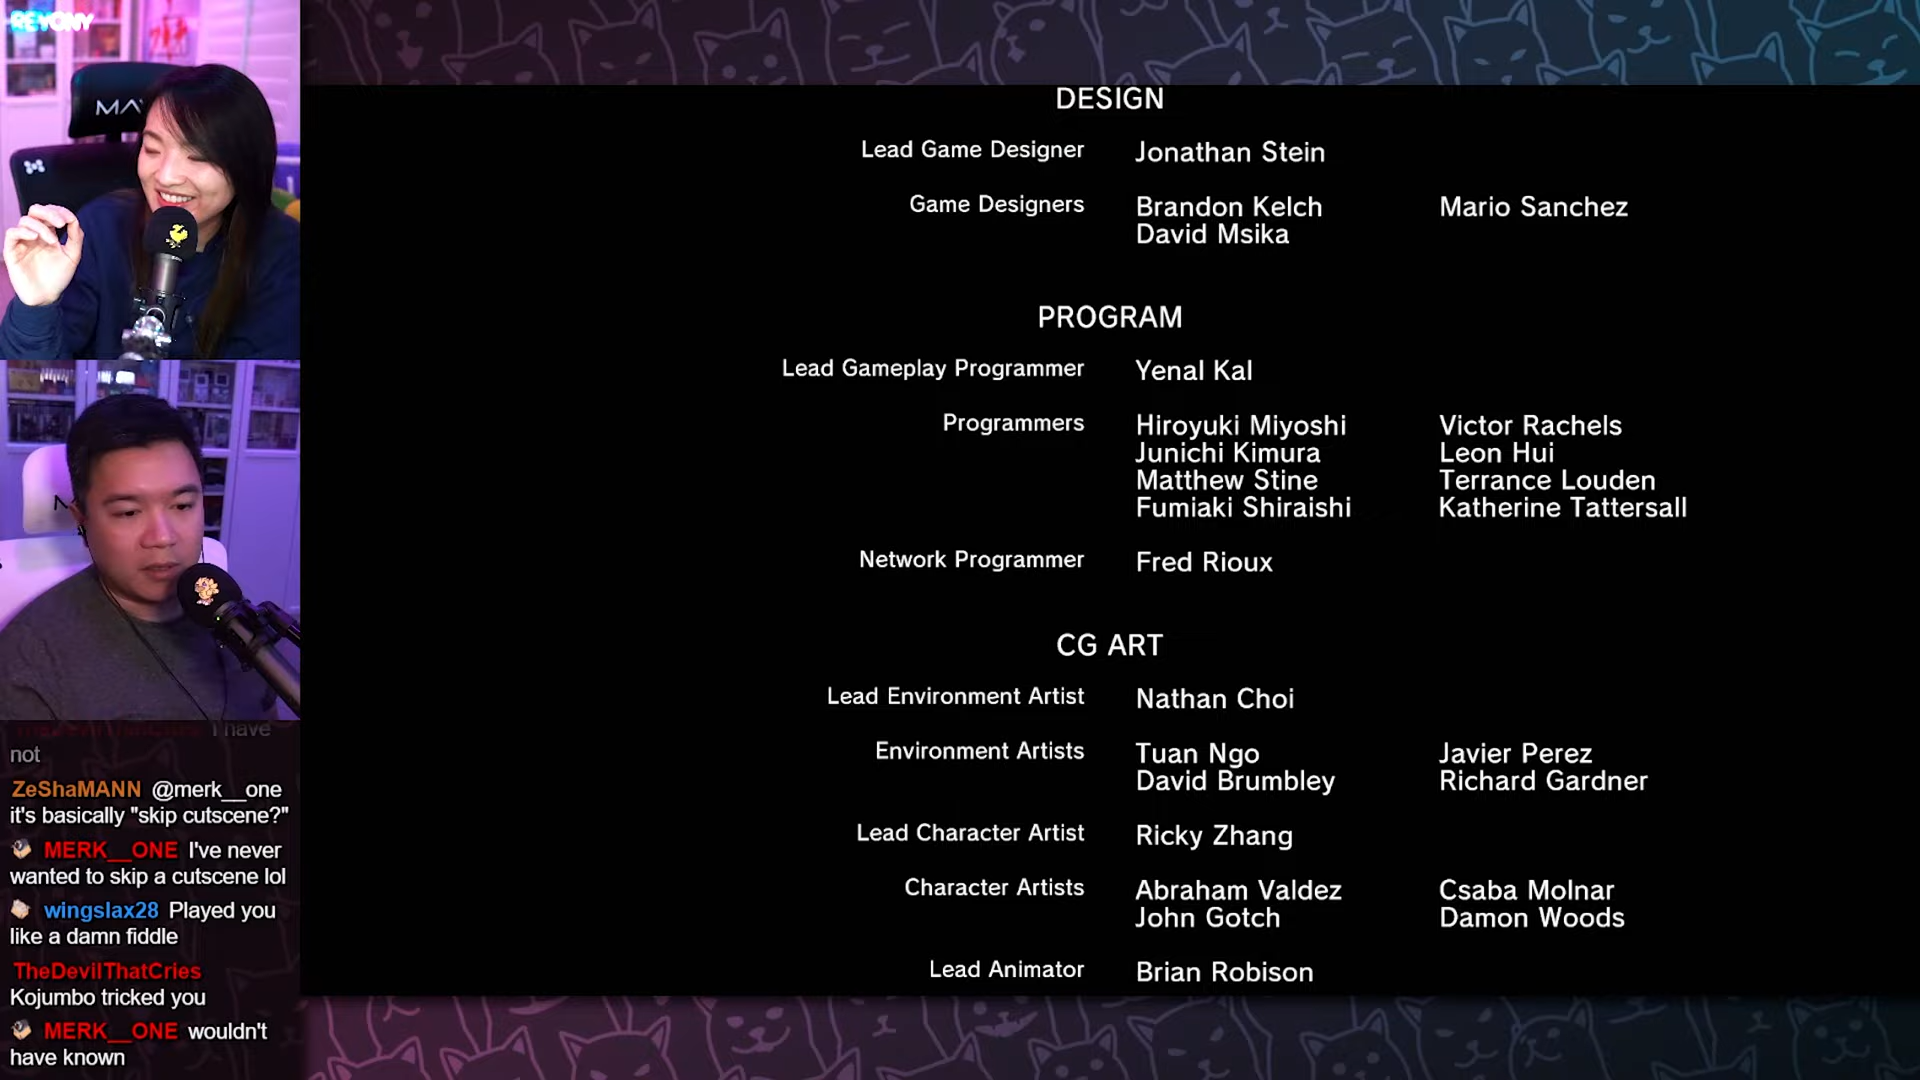 REYONY
MA
DESIGN
Lead Game Designer Jonathan Stein
Game Designers Brandon Kelch Mario Sanchez
David Msika
PROGRAM
Lead Gameplay Programmer Yenal Kal
Programmers Hiroyuki Miyoshi Victor Rachels
Junichi Kimura Leon Hui
Matthew Stine Terrance Louden
Fumiaki Shiraishi Katherine Tattersall
Network Programmer Fred Rioux
CG ART
Lead Environment Artist Nathan Choi
Environment Artists Tuan Ngo Javier Perez
David Brumbley Richard Gardner
Lead Character Artist Ricky Zhang
Character Artists Abraham Valdez Csaba Molnar
John Gotch Damon Woods
Lead Animator Brian Robison
TheDevilThatCries I have
not
ZeShaMANN @merk__one
it's basically "skip cutscene?"
MERK__ONE I've never
wanted to skip a cutscene lol
wingslax28 Played you
like a damn fiddle
TheDevilThatCries
Kojumbo tricked you
MERK__ONE wouldn't
have known